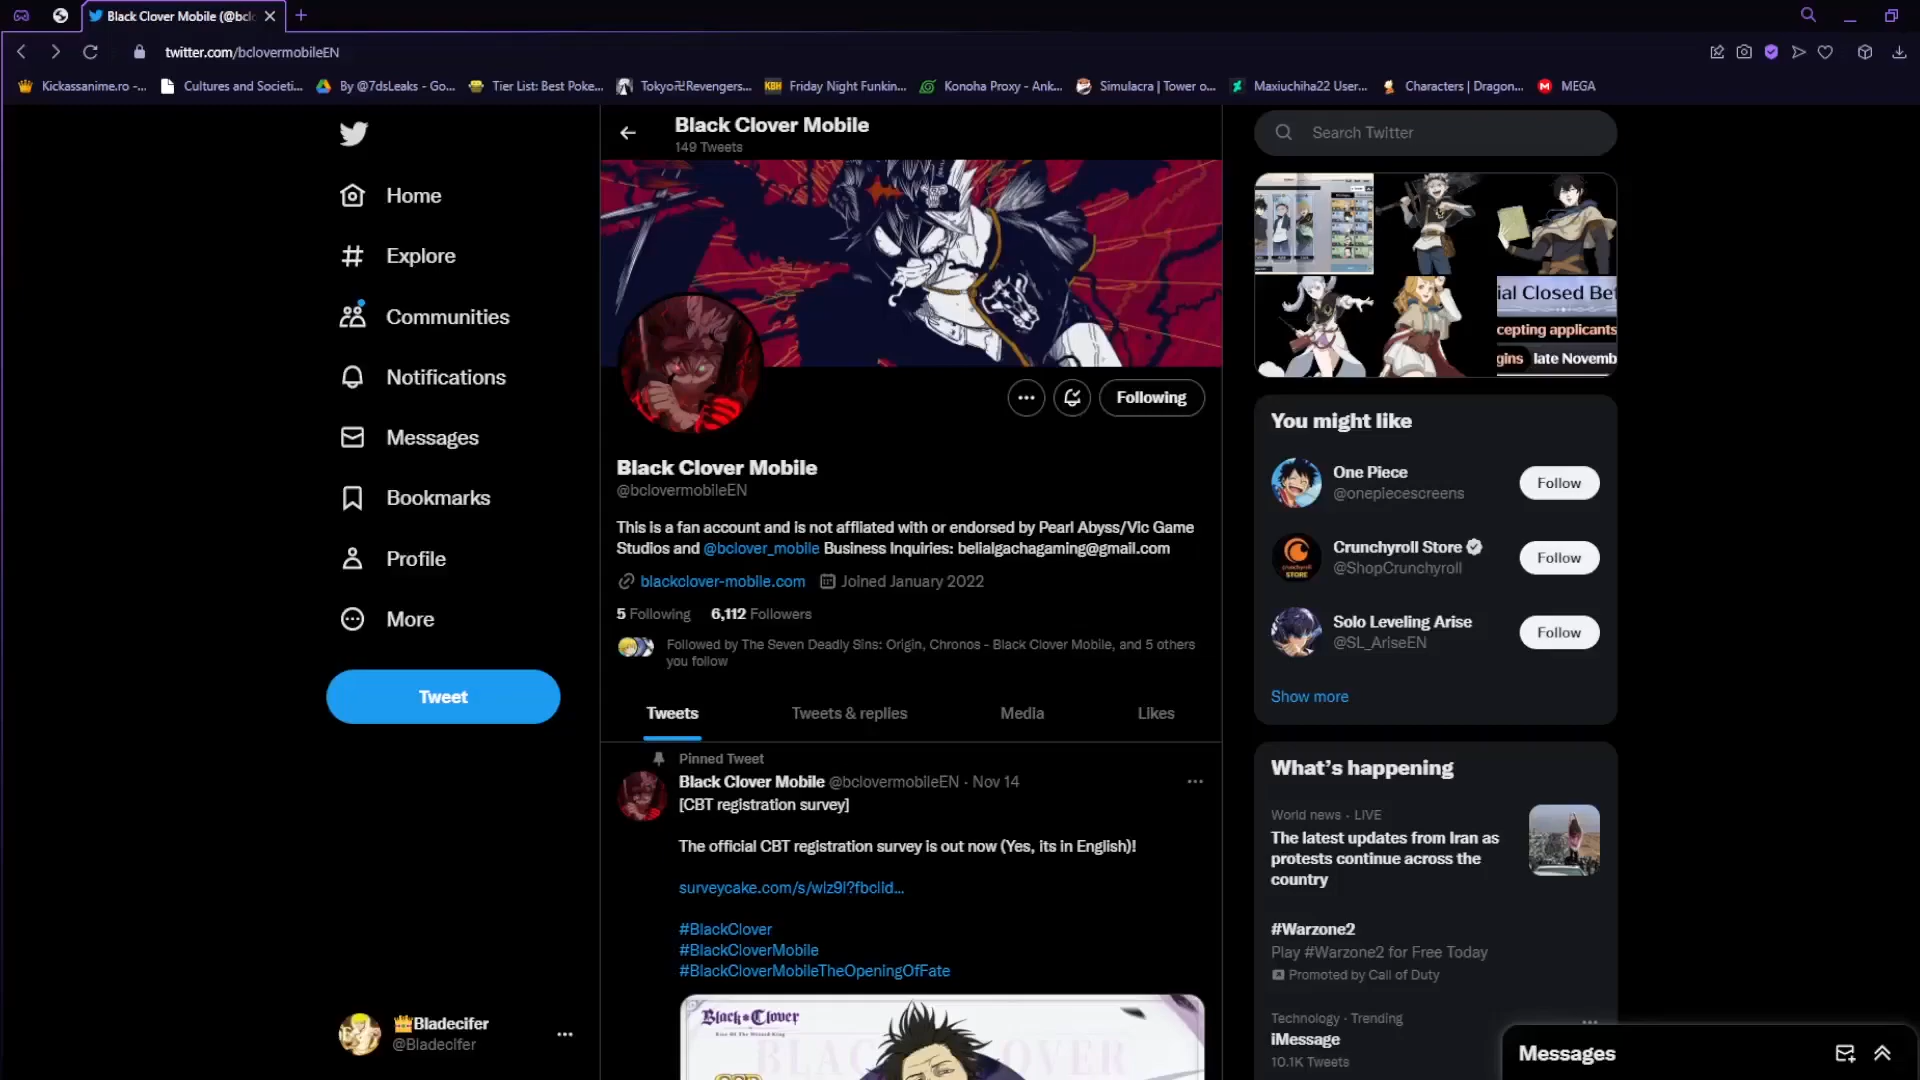 Black Clover Mobile (@bclo
twitter.com/bclovermobileEN
Kickassanime.ro -...
Cultures and Societi...
By @7dsLeaks - Go...
Tier List: Best Poke...
Tokyo卍Revengers...
KBH
Friday Night Funkin...
Konoha Proxy - Ank...
Simulacra | Tower o...
Maxiuchiha22 User...
Characters | Dragon...
M
MEGA
Home
Explore
Communities
Notifications
Messages
Bookmarks
Profile
More
Tweet
👑Bladecifer
@Bladecifer
Black Clover Mobile
149 Tweets
Following
Black Clover Mobile
@bclovermobileEN
This is a fan account and is not affliated with or endorsed by Pearl Abyss/Vic Game
Studios and @bclover_mobile Business Inquiries: belialgachagaming@gmail.com
blackclover-mobile.com
Joined January 2022
5 Following 6,112 Followers
Followed by The Seven Deadly Sins: Origin, Chronos - Black Clover Mobile, and 5 others
you follow
Tweets
Tweets & replies
Media
Likes
Pinned Tweet
Black Clover Mobile @bclovermobileEN · Nov 14
[CBT registration survey]
The official CBT registration survey is out now (Yes, its in English)!
surveycake.com/s/wlz9l?fbclid...
#BlackClover
#BlackCloverMobile
#BlackCloverMobileTheOpeningOfFate
Black Clover
Rise Of The Wizard King
Search Twitter
ial Closed Bet
cepting applicants
gins late Novemb
You might like
One Piece
@onepiecescreens
Follow
Crunchyroll Store
@ShopCrunchyroll
Follow
STORE
Solo Leveling Arise
@SL_AriseEN
Follow
Show more
What's happening
World news · LIVE
The latest updates from Iran as
protests continue across the
country
#Warzone2
Play #Warzone2 for Free Today
Promoted by Call of Duty
Technology · Trending
iMessage
10.1K Tweets
Messages